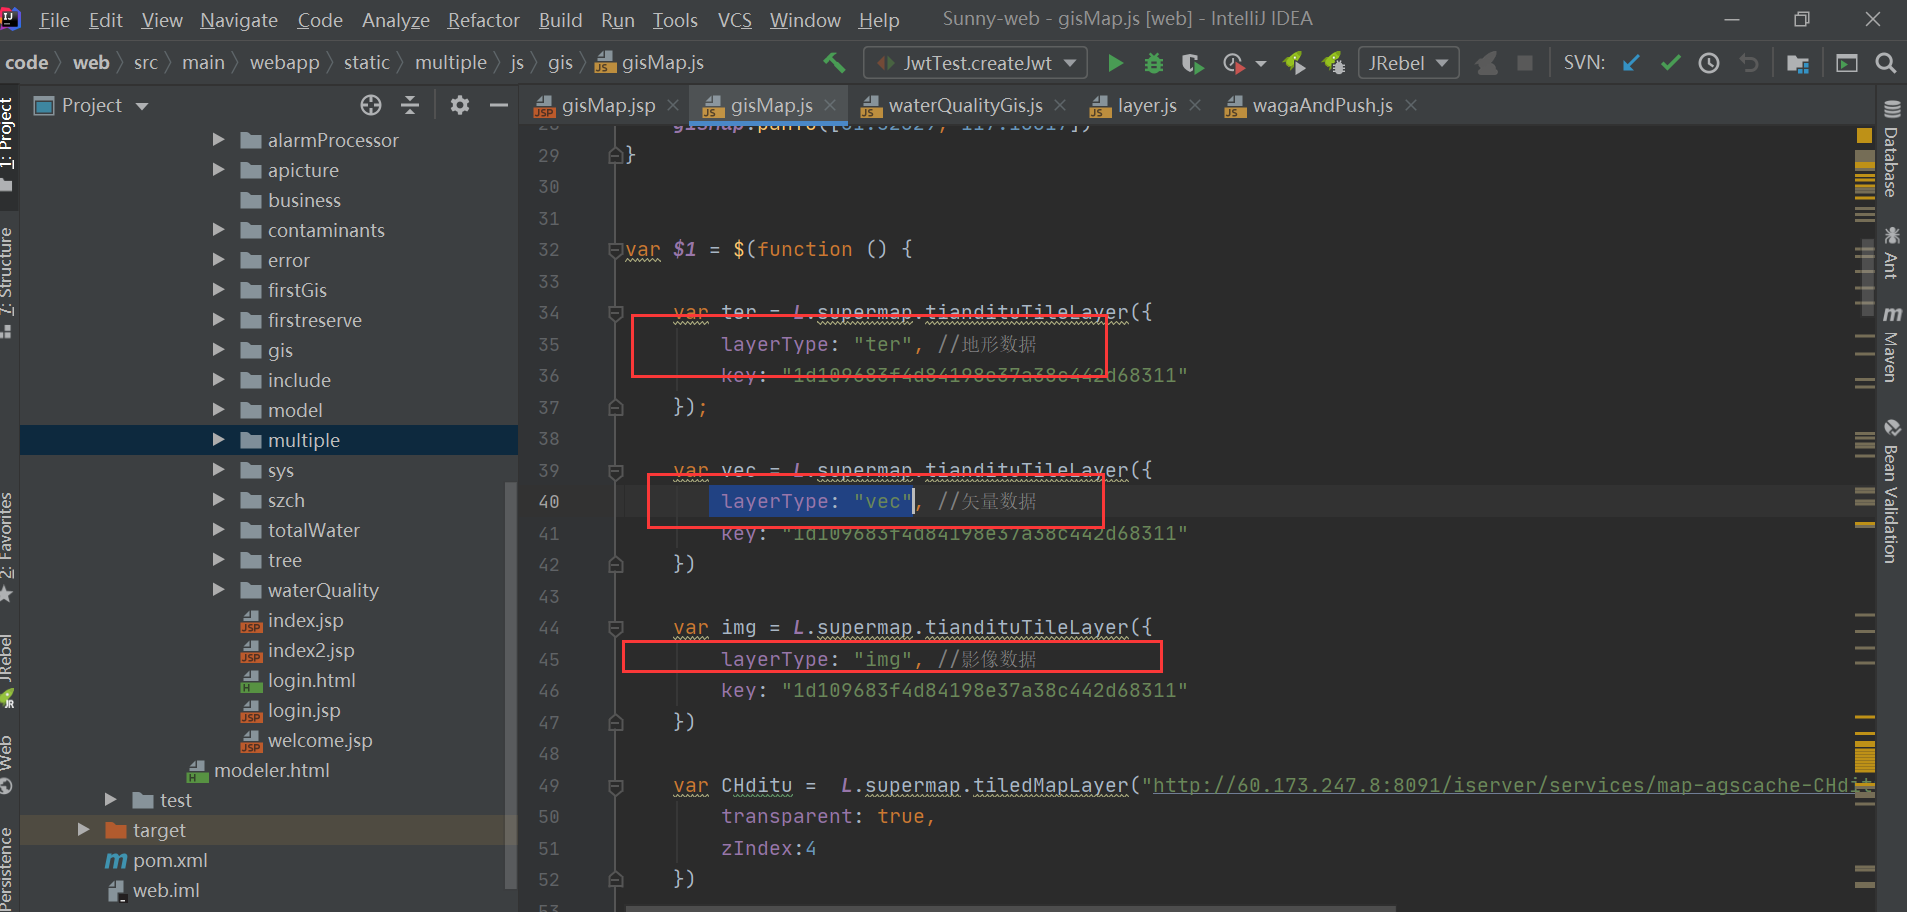 File Edit View Navigate Code Analyze Refactor Build Run Tools VCS Window Help Sunny-web - gisMap.js [web] - IntelliJ IDEA
code web src main webapp static multiple js gis gisMap.js JwtTest.createJwt JRebel SVN:
Project
gisMap.jsp gisMap.js waterQualityGis.js layer.js wagaAndPush.js
1: Project
7: Structure
2: Favorites
JRebel
Web
Persistence
alarmProcessor
apicture
business
contaminants
error
firstGis
firstreserve
gis
include
model
multiple
sys
szch
totalWater
tree
waterQuality
index.jsp
index2.jsp
login.html
login.jsp
welcome.jsp
modeler.html
test
target
pom.xml
web.iml
29 }
30
31
32 var $1 = $(function () {
33
34 var ter = L.supermap.tiandituTileLayer({
35 layerType: "ter", //地形数据
36 key: "1d109683f4d84198e37a38c442d68311"
37 });
38
39 var vec = L.supermap.tiandituTileLayer({
40 layerType: "vec", //矢量数据
41 key: "1d109683f4d84198e37a38c442d68311"
42 })
43
44 var img = L.supermap.tiandituTileLayer({
45 layerType: "img", //影像数据
46 key: "1d109683f4d84198e37a38c442d68311"
47 })
48
49 var CHditu = L.supermap.tiledMapLayer("http://60.173.247.8:8091/iserver/services/map-agscache-CHdit
50 transparent: true,
51 zIndex:4
52 })
53
Database
Ant
Maven
Bean Validation